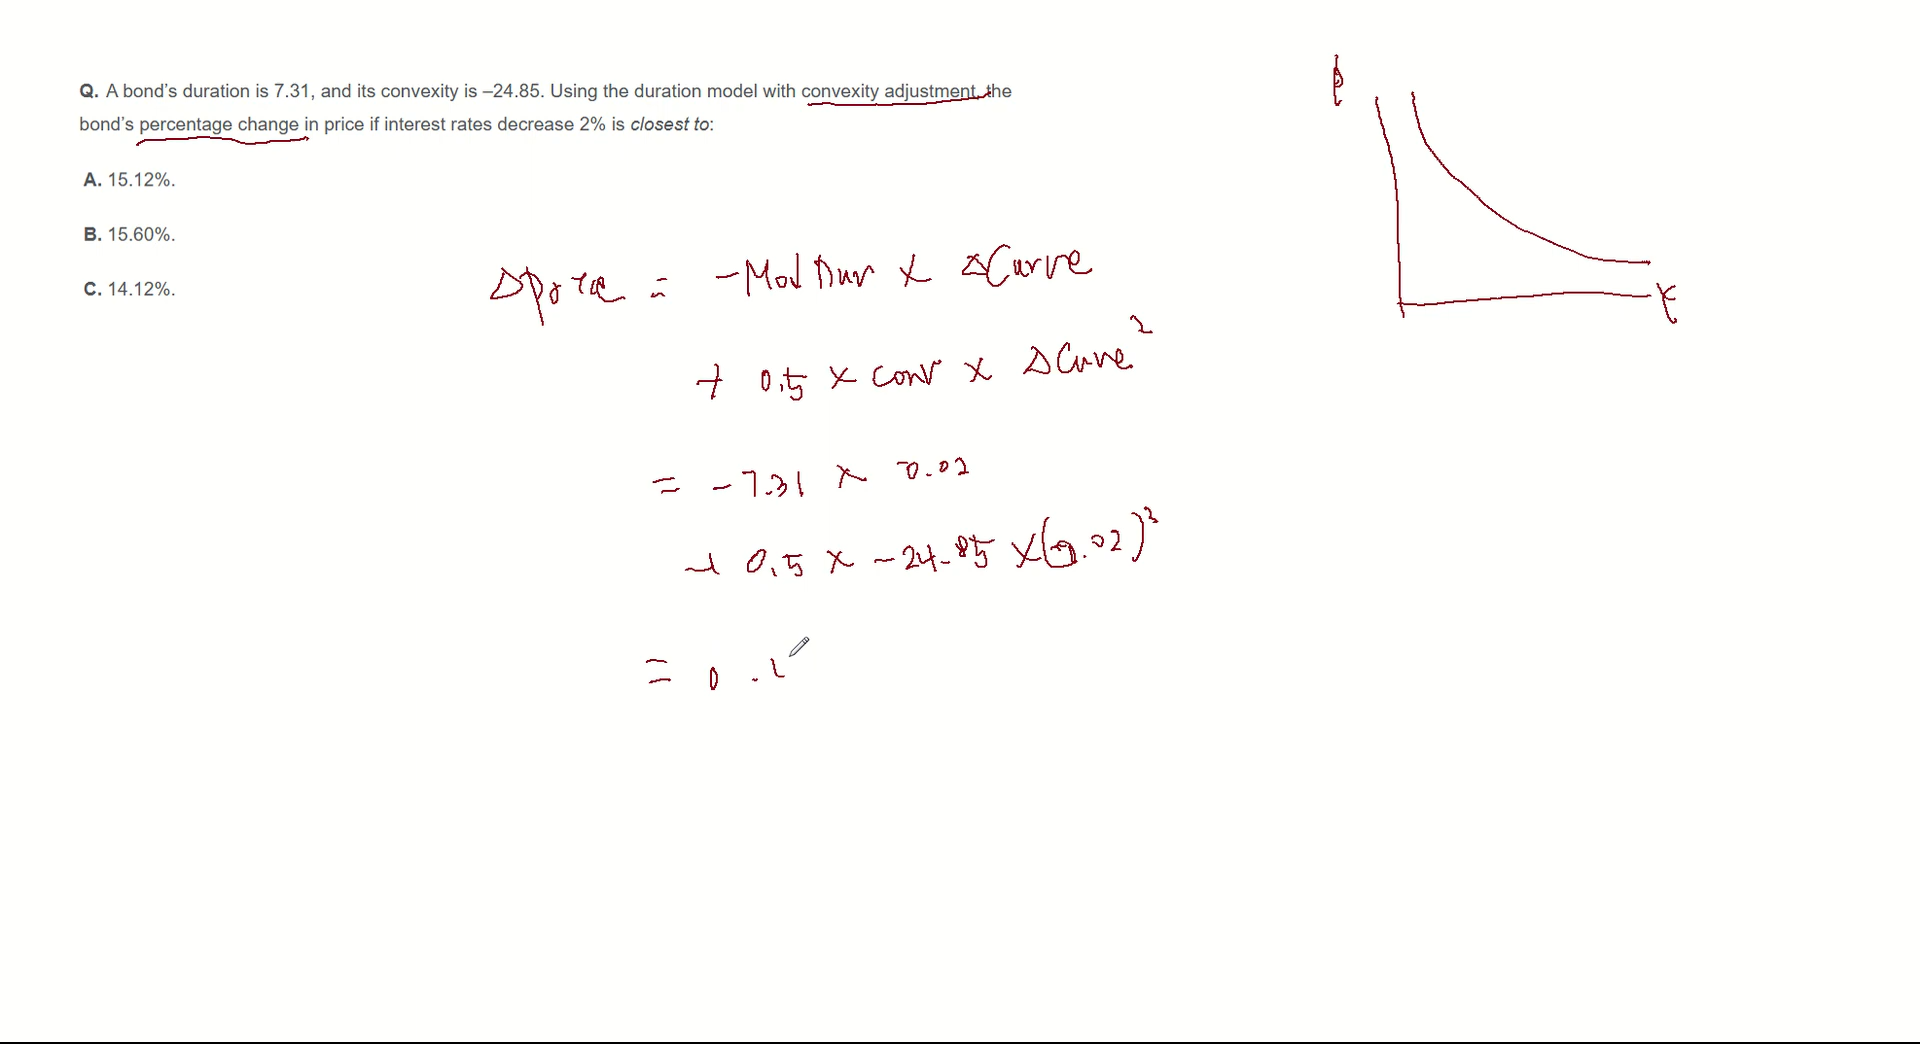 Q. A bond's duration is 7.31, and its convexity is –24.85. Using the duration model with convexity adjustment, the
bond's percentage change in price if interest rates decrease 2% is closest to:
A. 15.12%.
B. 15.60%.
C. 14.12%.
= -Mod Dur × ΔCurve
+ 0.5 × conv × ΔCurve²
= -7.31 × -0.02
+ 0.5 × -24.85 × (-0.02)²
= 0.1
P